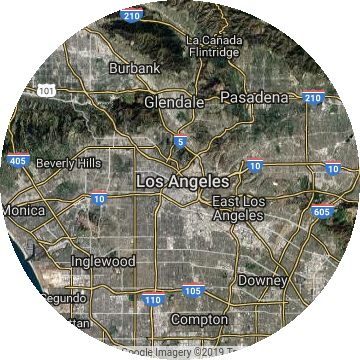 210
La Cañada
Flintridge
Burbank
101
Glendale
Pasadena
210
5
405
Beverly Hills
10
10
Los Angeles
10
East Los
Angeles
605
Monica
Inglewood
105
Downey
110
Segundo
Compton
ttan
Google Imagery ©2019 T